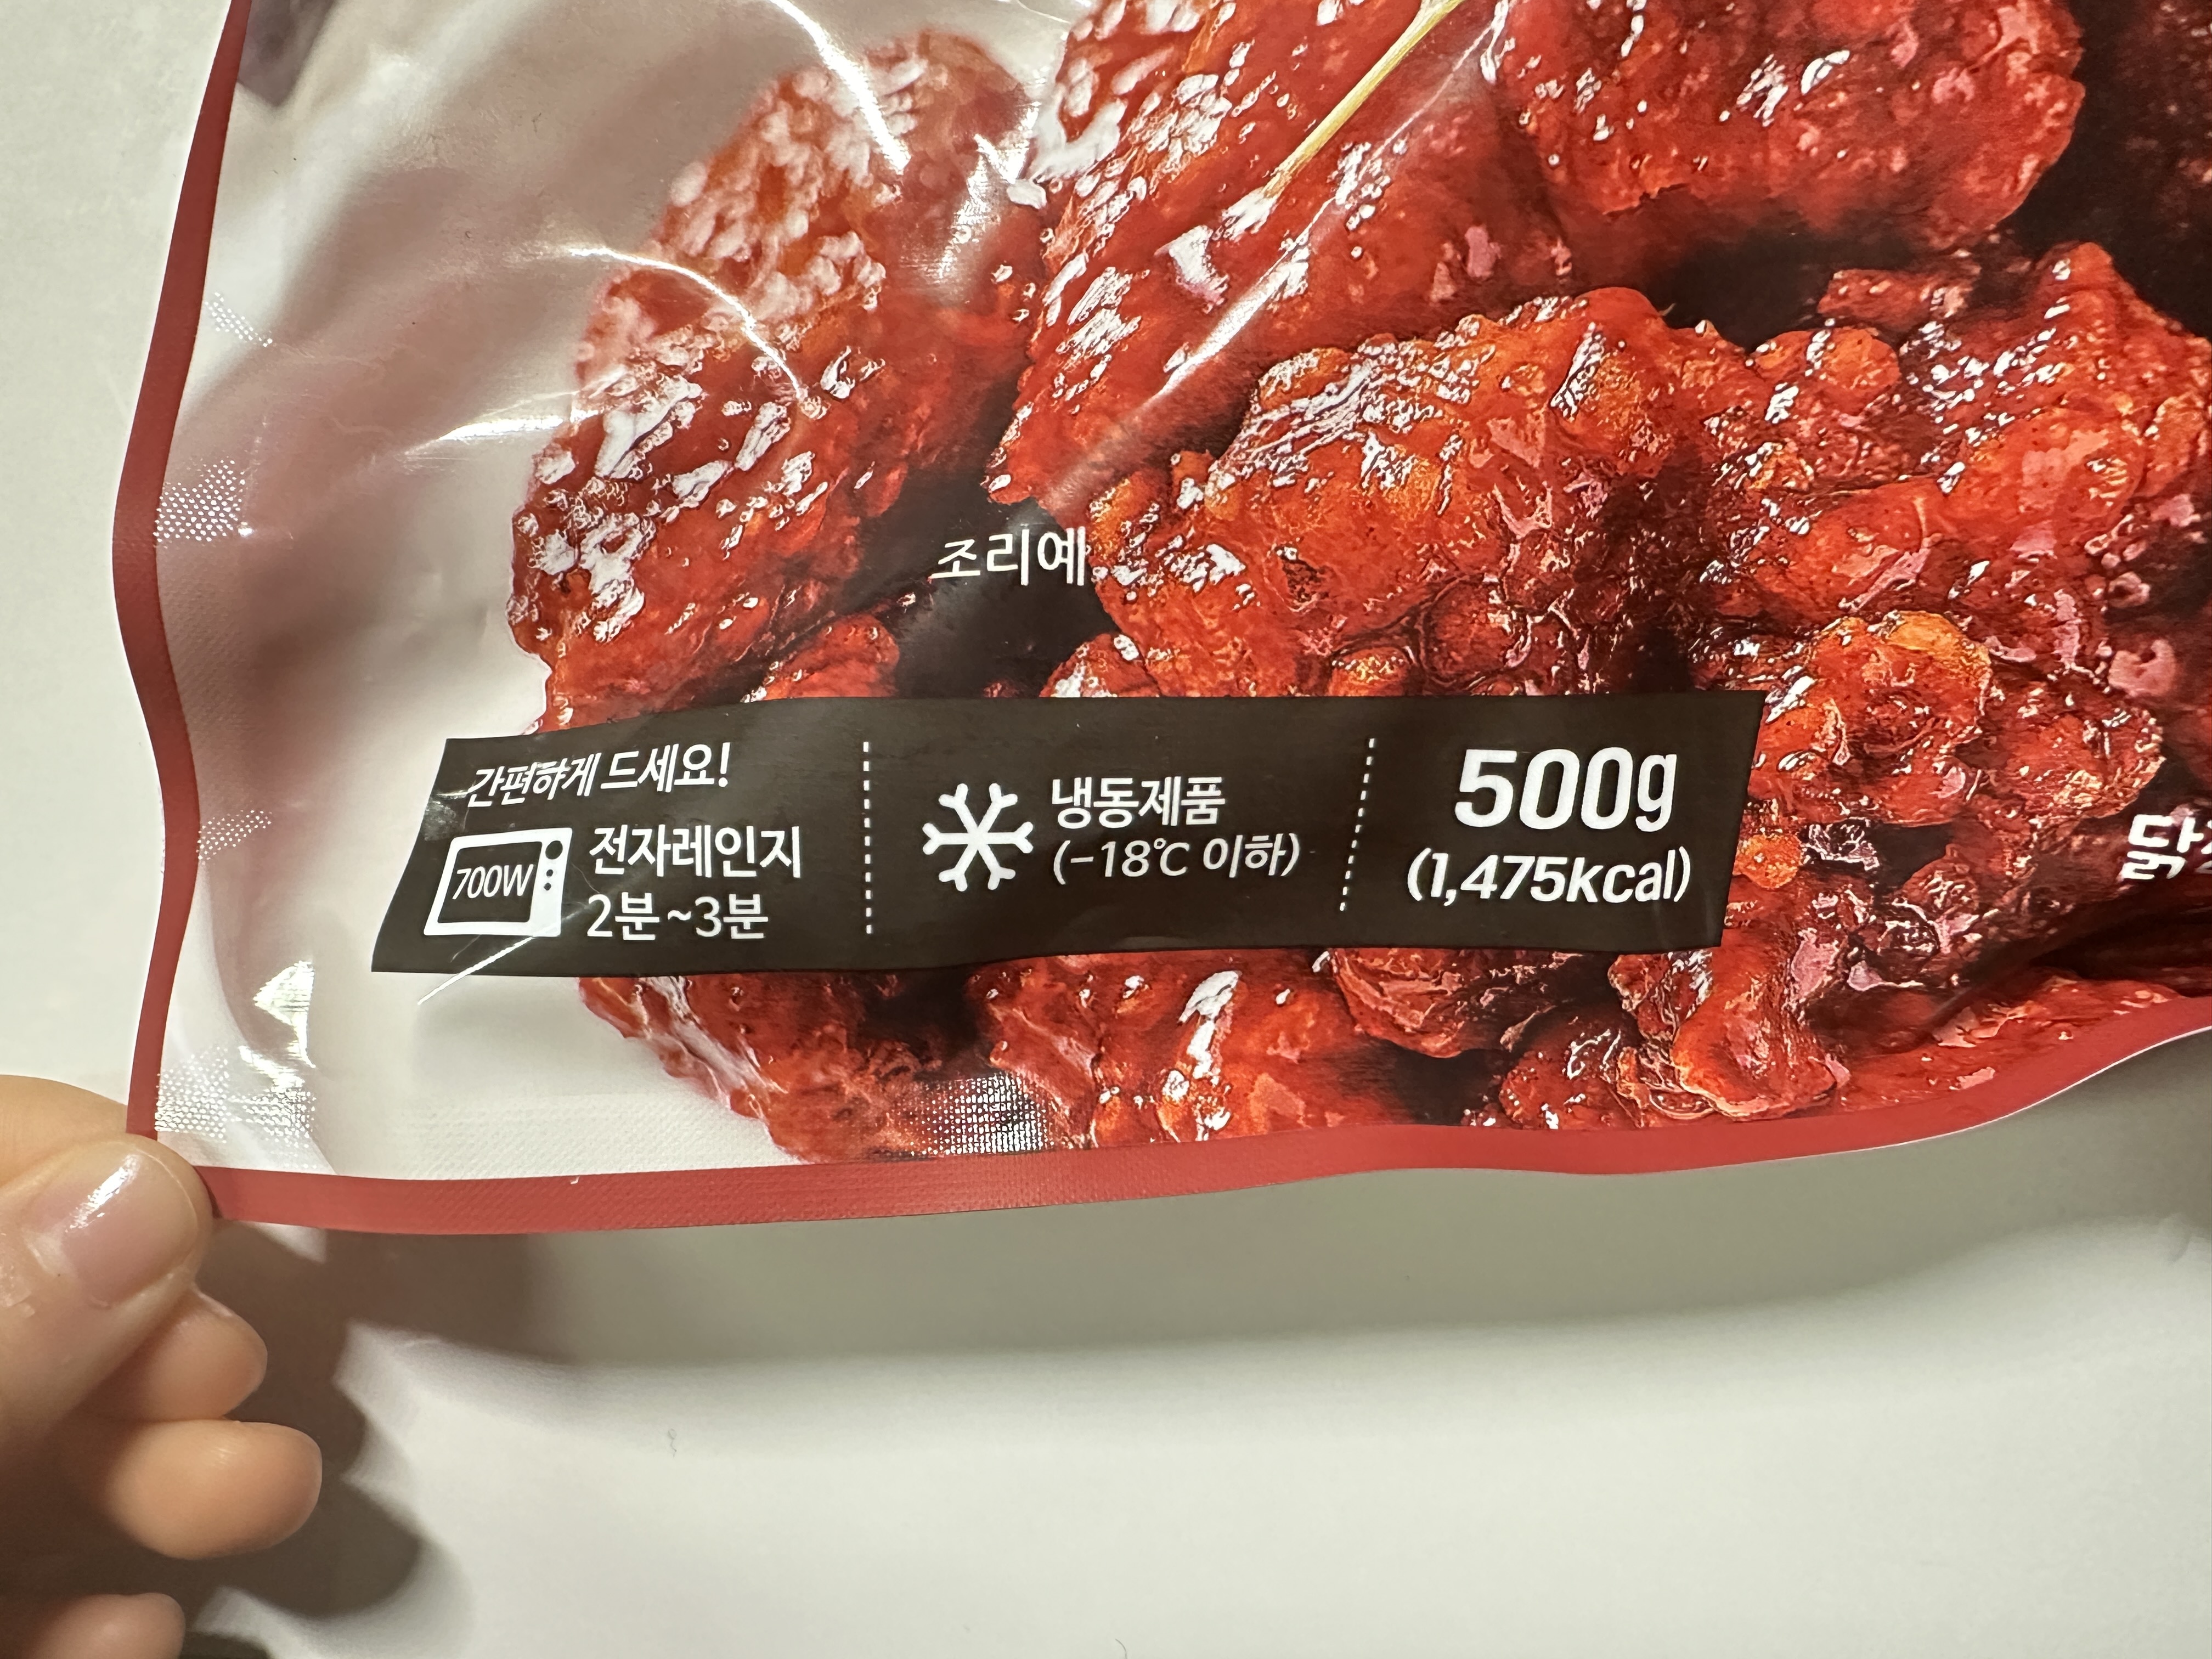 조리예
간편하게 드세요!
700W
전자레인지
2분~3분
냉동제품
(-18℃ 이하)
500g
(1,475kcal)